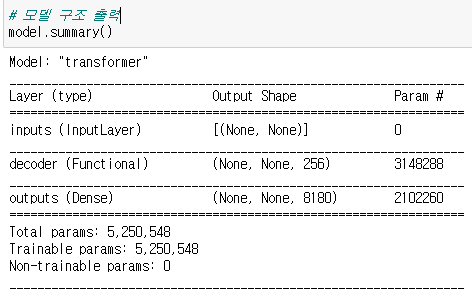 # 모델 구조 출력
model.summary()
Model: "transformer"
Layer (type) Output Shape Param #
inputs (InputLayer) [(None, None)] 0
decoder (Functional) (None, None, 256) 3148288
outputs (Dense) (None, None, 8180) 2102260
Total params: 5,250,548
Trainable params: 5,250,548
Non-trainable params: 0